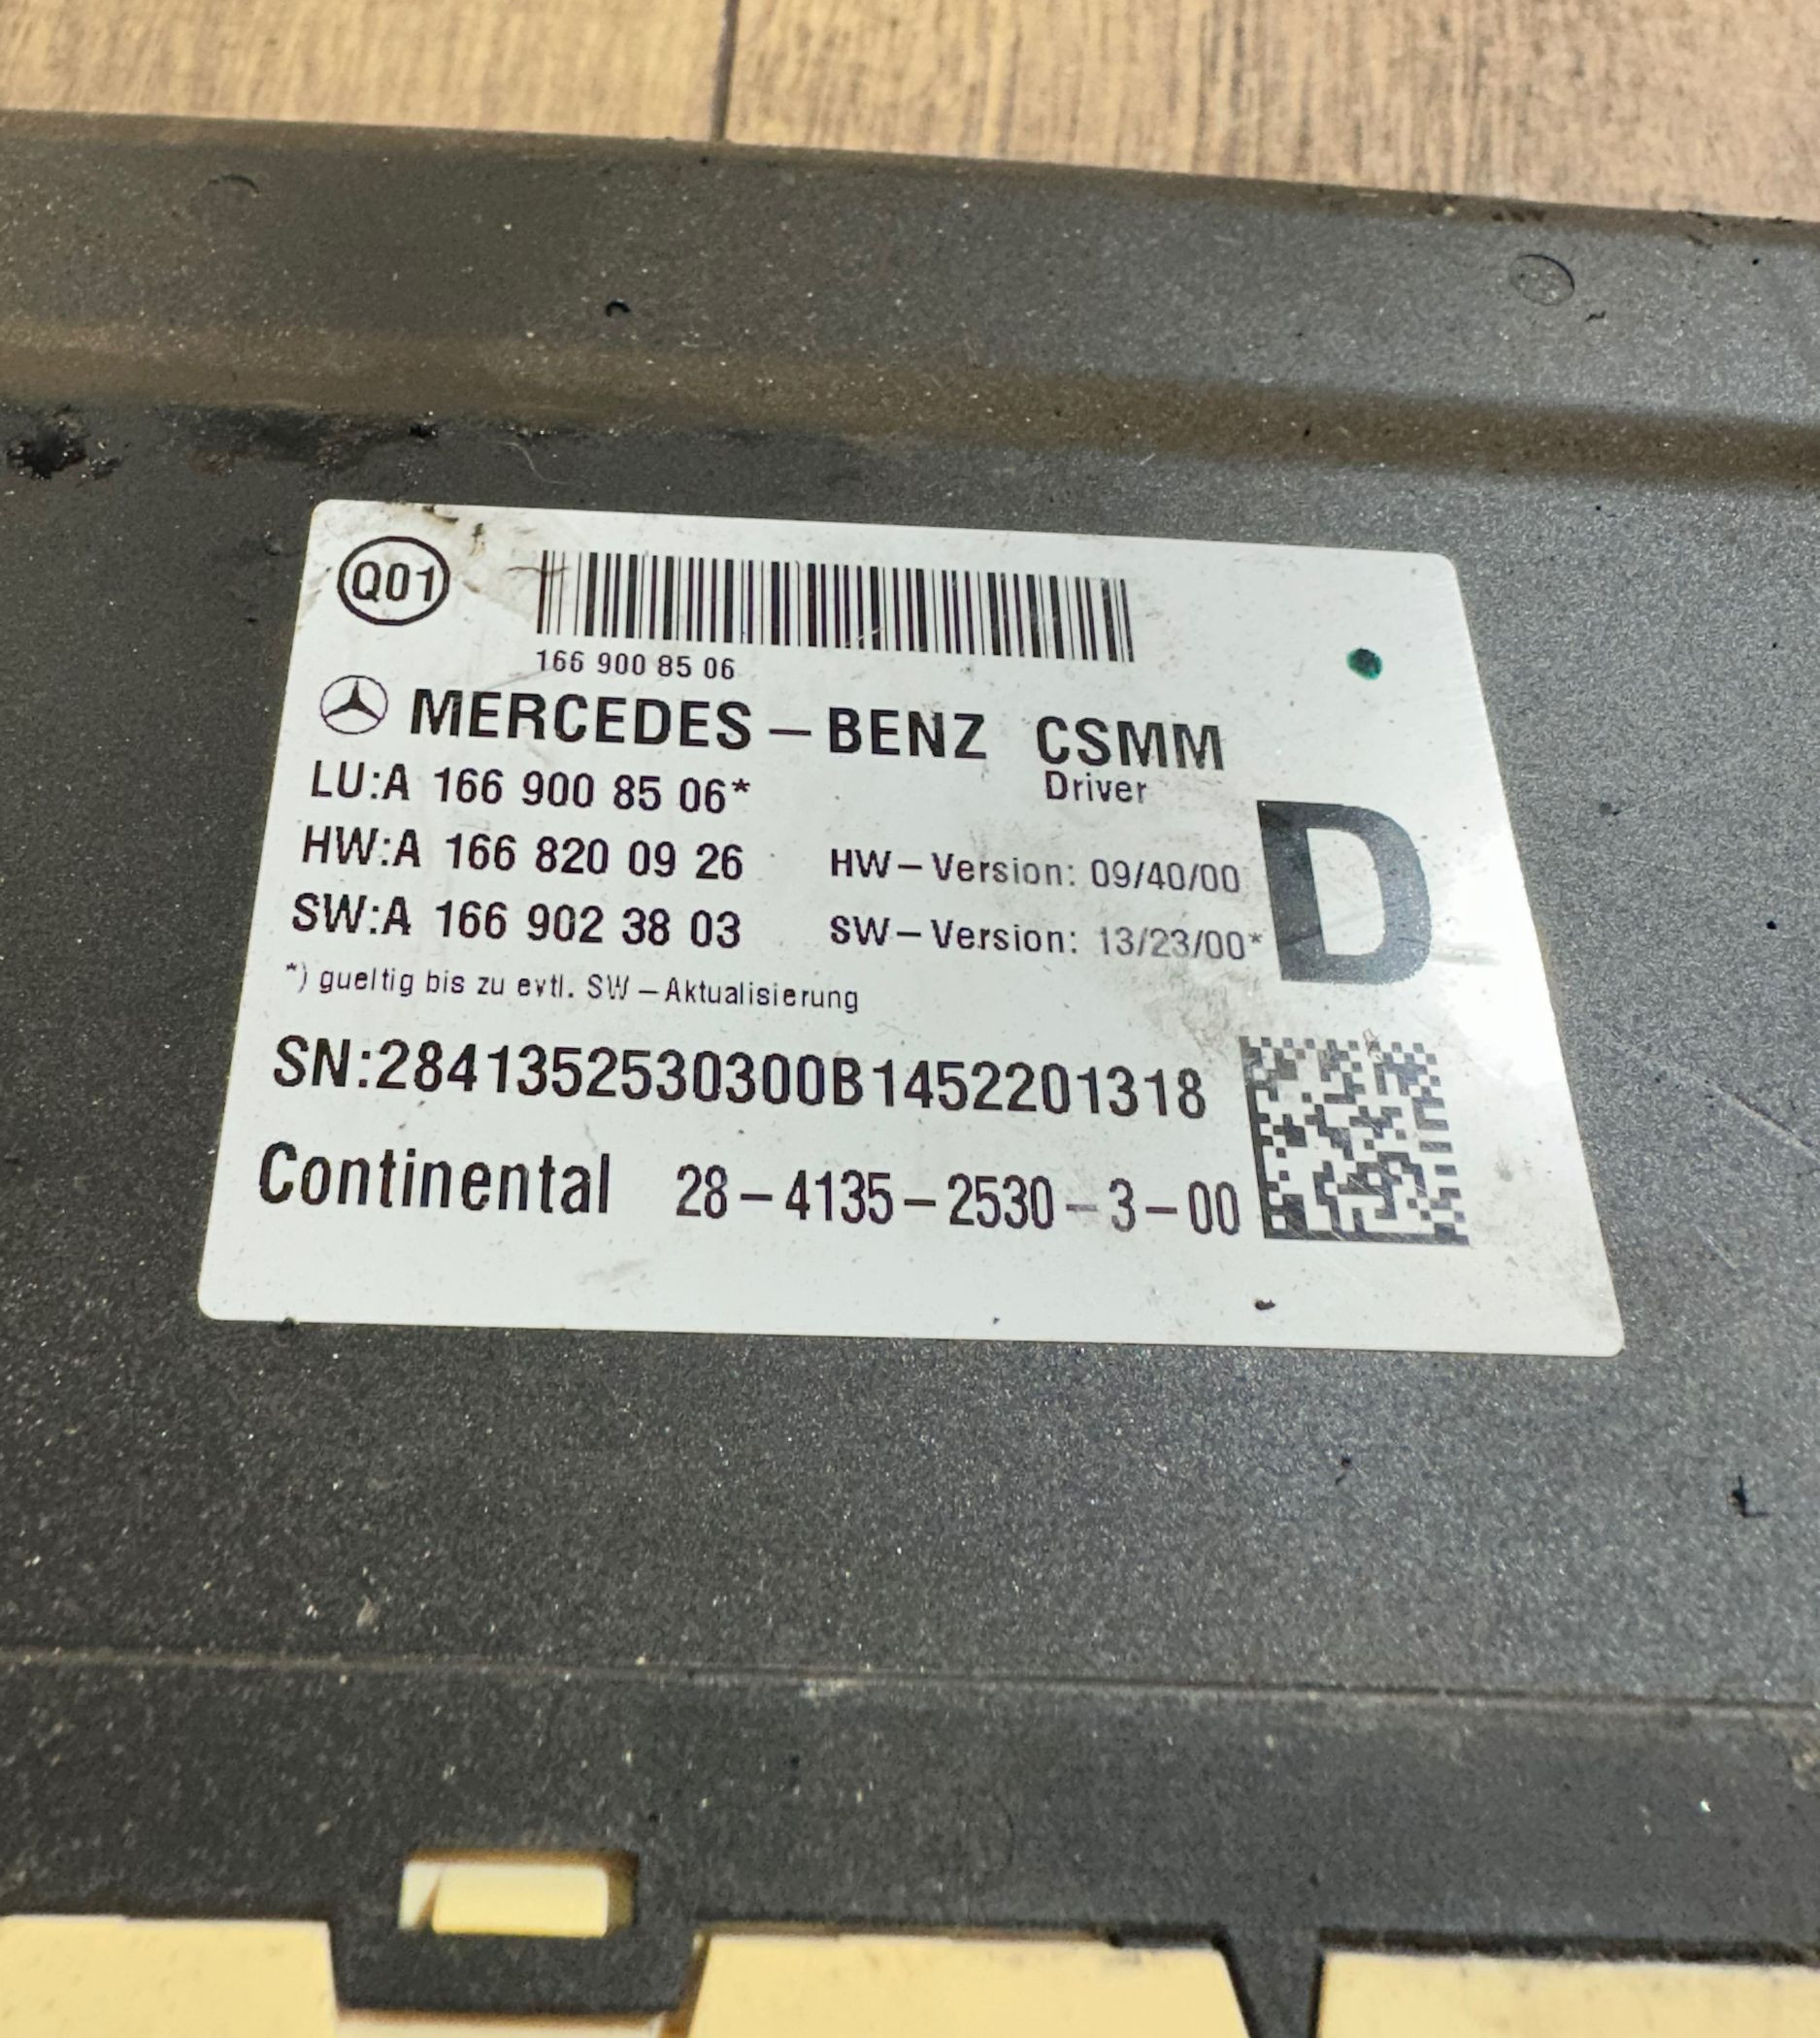 Q01
166 900 85 06
MERCEDES-BENZ CSMM
Driver
LU:A 166 900 85 06*
HW:A 166 820 09 26 HW-Version: 09/40/00
D
SW:A 166 902 38 03 SW-Version: 13/23/00*
*) gueltig bis zu evtl. SW-Aktualisierung
SN:2841352530300B1452201318
Continental 28-4135-2530-3-00